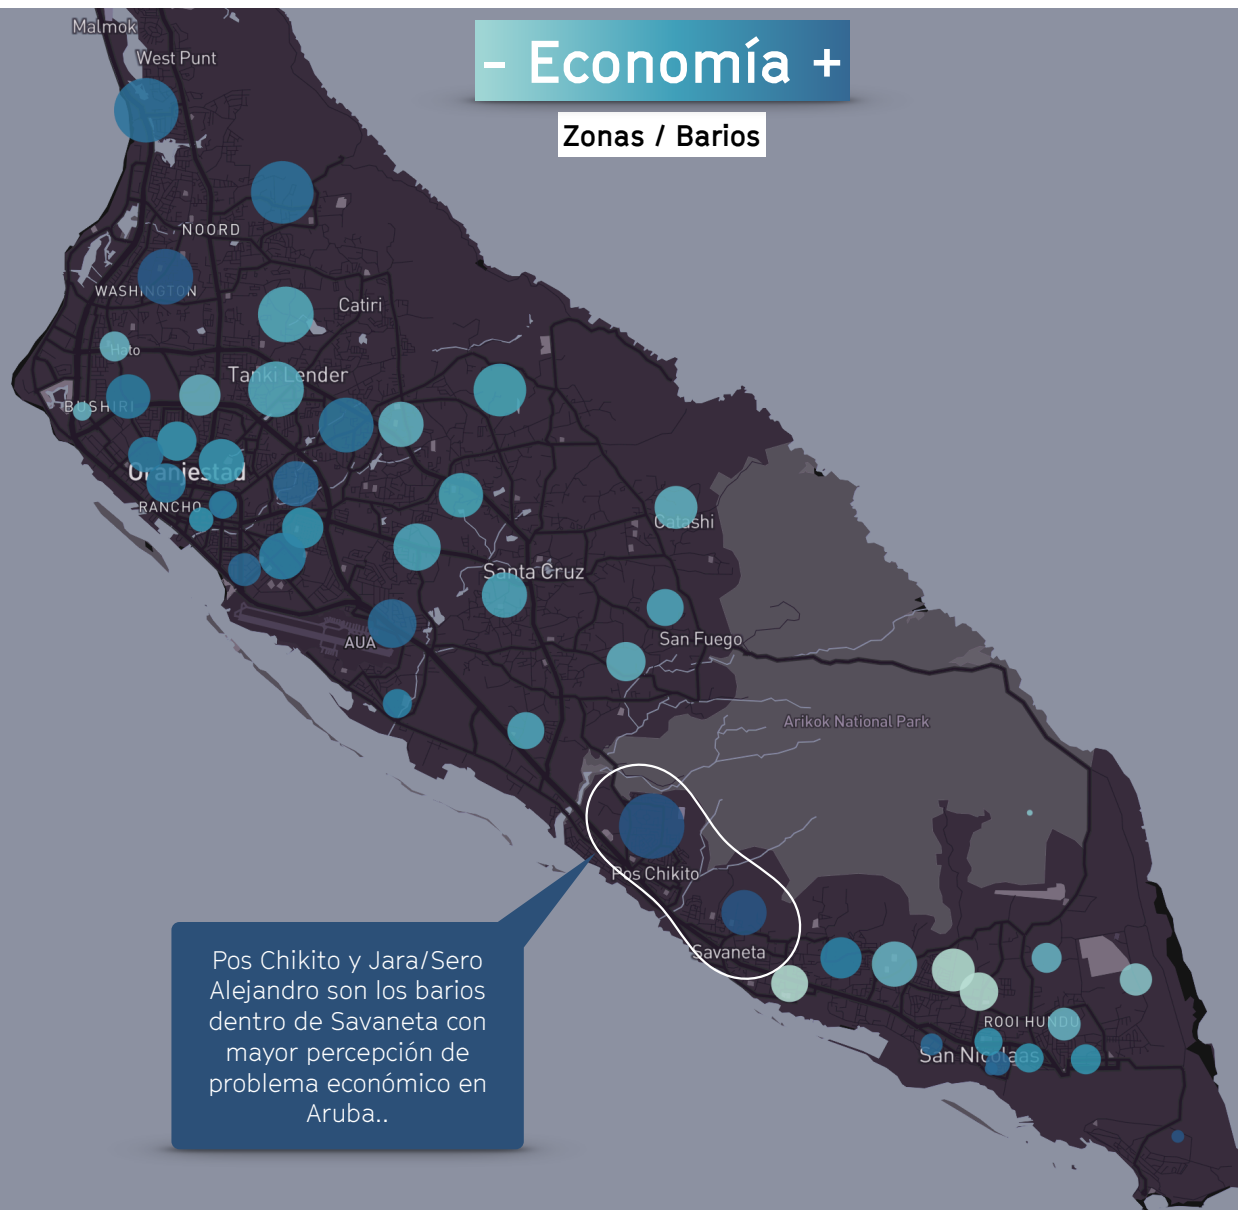 Malmok
West Punt
- Economía +
Zonas / Barios
NOORD
WASHINGTON
Catiri
Hato
Tanki Lender
BUSHIRI
Oranjestad
RANCHO
Catashi
Santa Cruz
San Fuego
AUA
Arikok National Park
Pos Chikito
Savaneta
Pos Chikito y Jara/Sero
Alejandro son los barios
dentro de Savaneta con
mayor percepción de
problema económico en
Aruba..
ROOI HUNDU
San Nicolaas